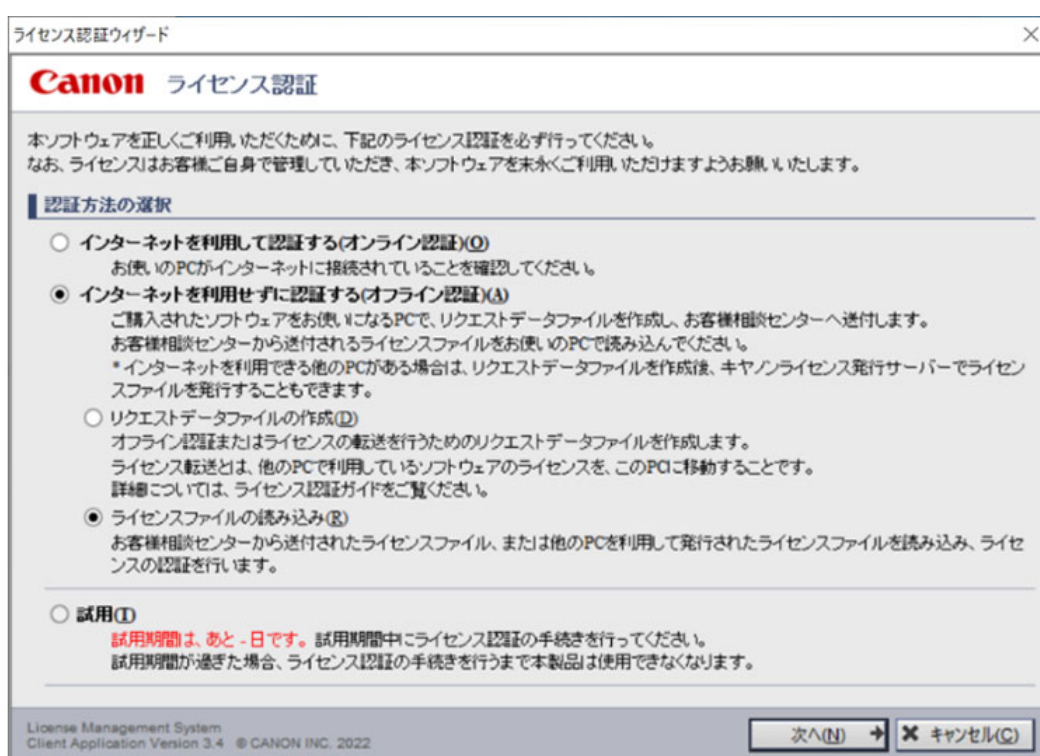 ライセンス認証ウィザード
Canon ライセンス認証
本ソフトウェアを正しくご利用いただくために、下記のライセンス認証を必ず行ってください。
なお、ライセンスはお客様ご自身で管理していただき、本ソフトウェアを末永くご利用いただけますようお願いいたします。
認証方法の選択
インターネットを利用して認証する(オンライン認証)(O)
お使いのPCがインターネットに接続されていることを確認してください。
インターネットを利用せずに認証する(オフライン認証)(A)
ご購入されたソフトウェアをお使いになるPCで、リクエストデータファイルを作成し、お客様相談センターへ送付します。
お客様相談センターから送付されるライセンスファイルをお使いのPCで読み込んでください。
*インターネットを利用できる他のPCがある場合は、リクエストデータファイルを作成後、キヤノンライセンス発行サーバーでライセン
スファイルを発行することもできます。
リクエストデータファイルの作成(D)
オフライン認証またはライセンスの転送を行うためのリクエストデータファイルを作成します。
ライセンス転送とは、他のPCで利用しているソフトウェアのライセンスを、このPCに移動することです。
詳細については、ライセンス認証ガイドをご覧ください。
ライセンスファイルの読み込み(R)
お客様相談センターから送付されたライセンスファイル、または他のPCを利用して発行されたライセンスファイルを読み込み、ライセ
ンスの認証を行います。
試用(T)
試用期間は、あと - 日です。試用期間中にライセンス認証の手続きを行ってください。
試用期間が過ぎた場合、ライセンス認証の手続きを行うまで本製品は使用できなくなります。
License Management System
Client Application Version 3.4 © CANON INC. 2022
次へ(N) キャンセル(C)